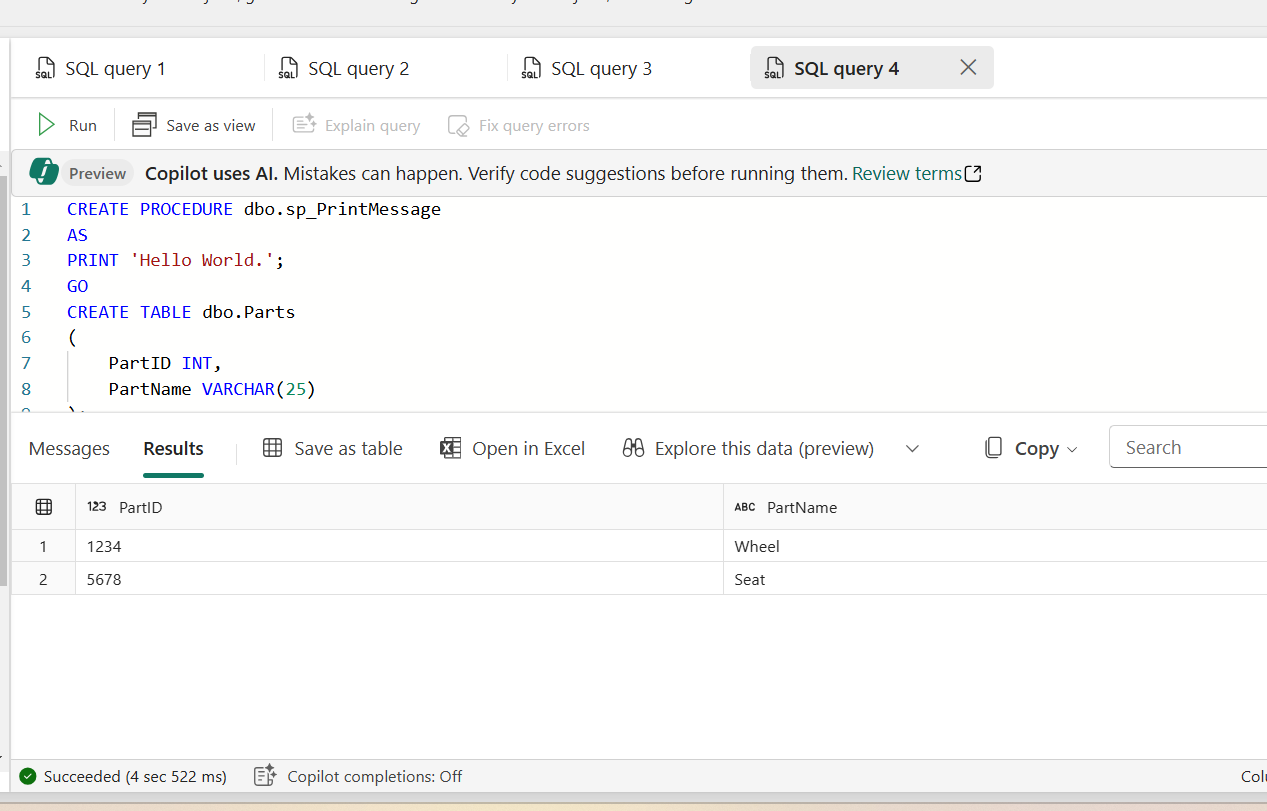 SQL query 1 SQL query 2 SQL query 3 SQL query 4
Run Save as view Explain query Fix query errors
Preview Copilot uses AI. Mistakes can happen. Verify code suggestions before running them. Review terms
1 CREATE PROCEDURE dbo.sp_PrintMessage
2 AS
3 PRINT 'Hello World.';
4 GO
5 CREATE TABLE dbo.Parts
6 (
7 PartID INT,
8 PartName VARCHAR(25)
Messages Results Save as table Open in Excel Explore this data (preview) Copy Search
123 PartID ABC PartName
1 1234 Wheel
2 5678 Seat
Succeeded (4 sec 522 ms) Copilot completions: Off